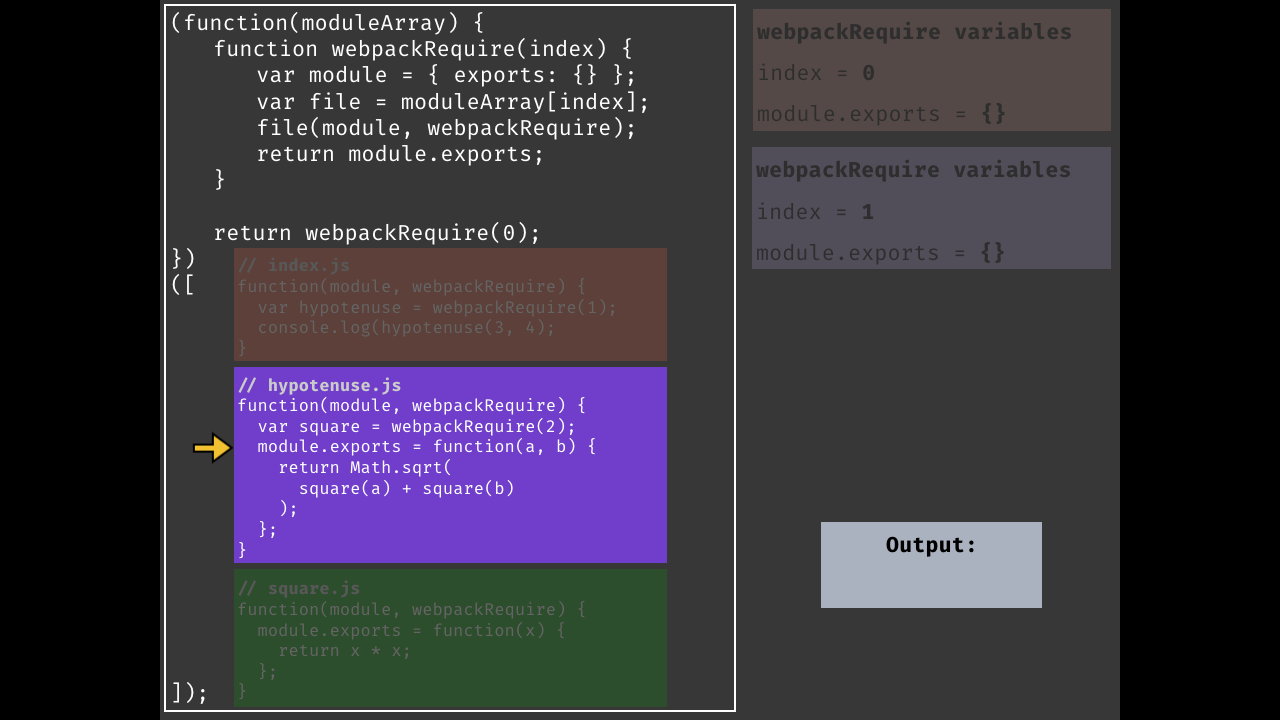 (function(moduleArray) {
    function webpackRequire(index) {
        var module = { exports: {} };
        var file = moduleArray[index];
        file(module, webpackRequire);
        return module.exports;
    }

    return webpackRequire(0);
})
([
// index.js
function(module, webpackRequire) {
  var hypotenuse = webpackRequire(1);
  console.log(hypotenuse(3, 4);
}
// hypotenuse.js
function(module, webpackRequire) {
  var square = webpackRequire(2);
  module.exports = function(a, b) {
    return Math.sqrt(
      square(a) + square(b)
    );
  };
}
// square.js
function(module, webpackRequire) {
  module.exports = function(x) {
    return x * x;
  };
}
]);
webpackRequire variables
index = 0
module.exports = {}
webpackRequire variables
index = 1
module.exports = {}
Output: